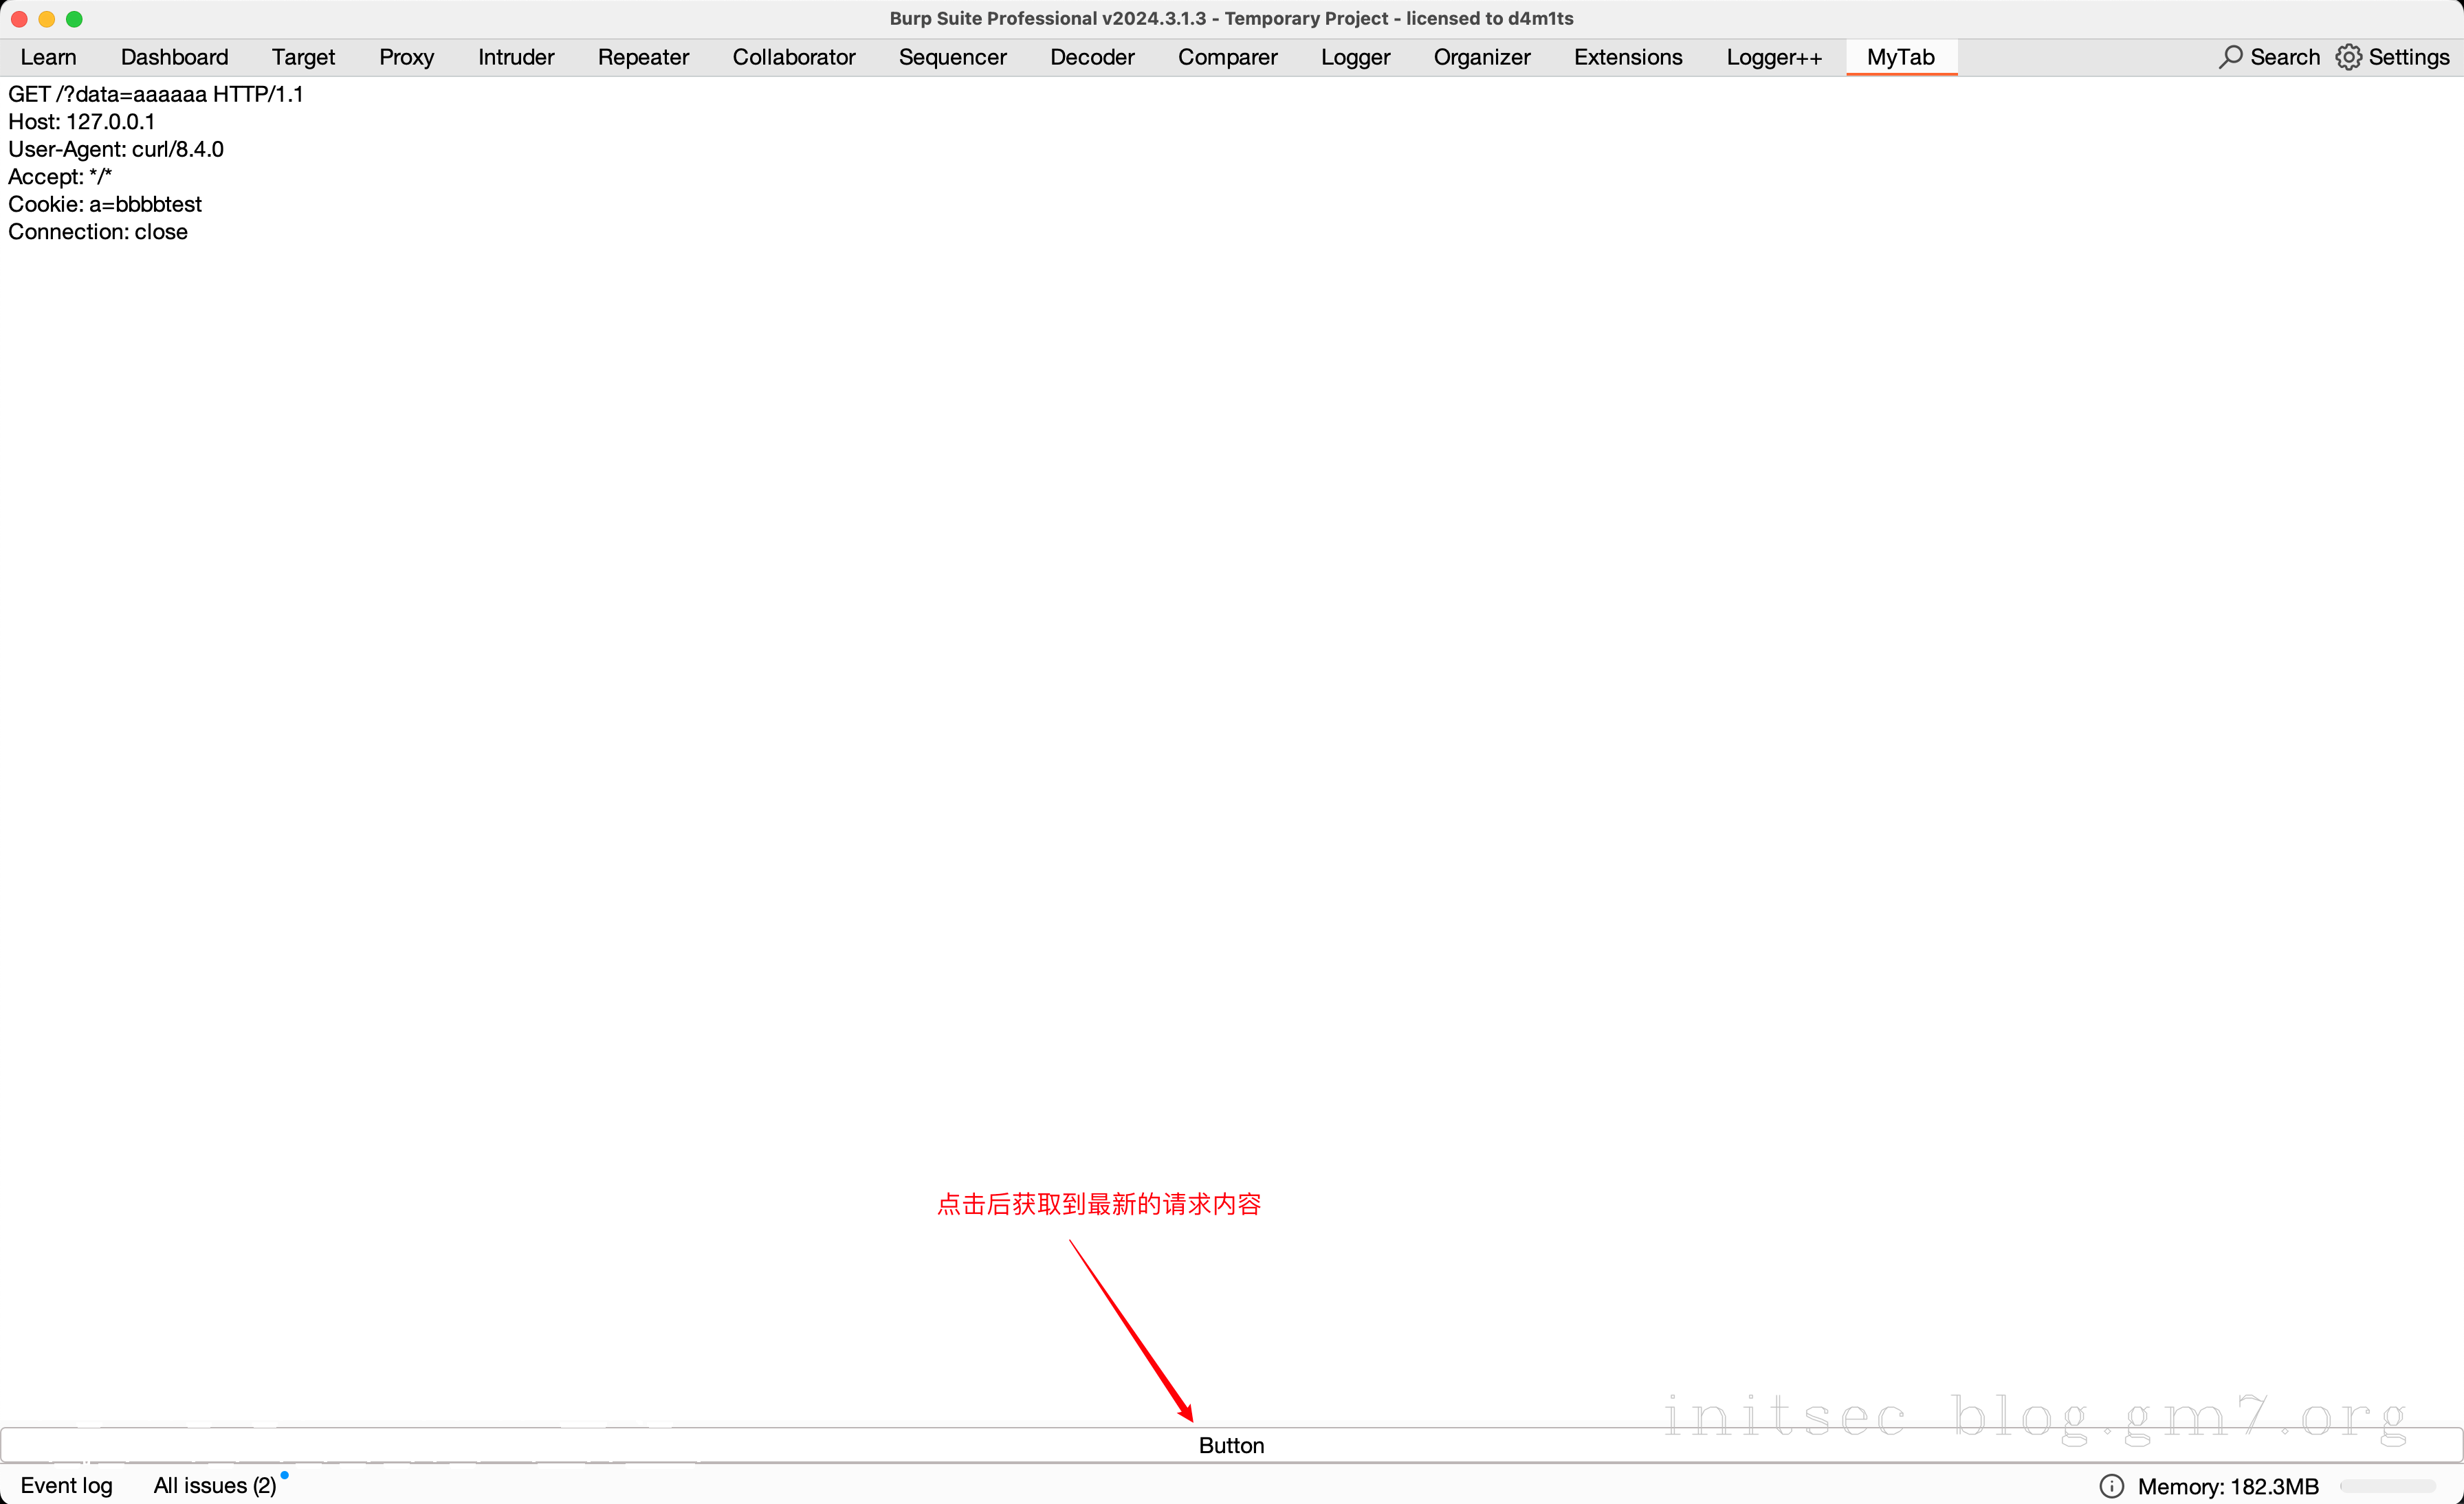 Burp Suite Professional v2024.3.1.3 - Temporary Project - licensed to d4m1ts
Learn Dashboard Target Proxy Intruder Repeater Collaborator Sequencer Decoder Comparer Logger Organizer Extensions Logger++ MyTab Search Settings
GET /?data=aaaaaa HTTP/1.1
Host: 127.0.0.1
User-Agent: curl/8.4.0
Accept: */*
Cookie: a=bbbbtest
Connection: close
点击后获取到最新的请求内容
initsec blog.gm7.org
Button
Event log All issues (2) Memory: 182.3MB